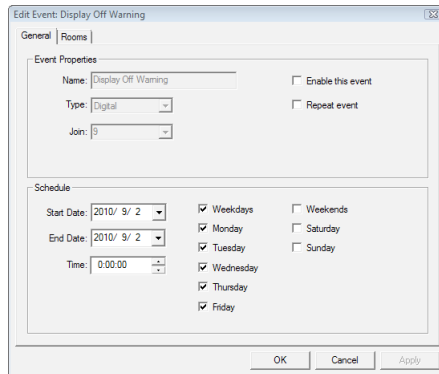 Edit Event: Display Off Warning
General Rooms
Event Properties
Name: Display Off Warning
Enable this event
Type: Digital
Repeat event
Join: 9
Schedule
Start Date: 2010/ 9/ 2
Weekdays
Weekends
Monday
Saturday
End Date: 2010/ 9/ 2
Tuesday
Sunday
Time: 0:00:00
Wednesday
Thursday
Friday
OK Cancel Apply